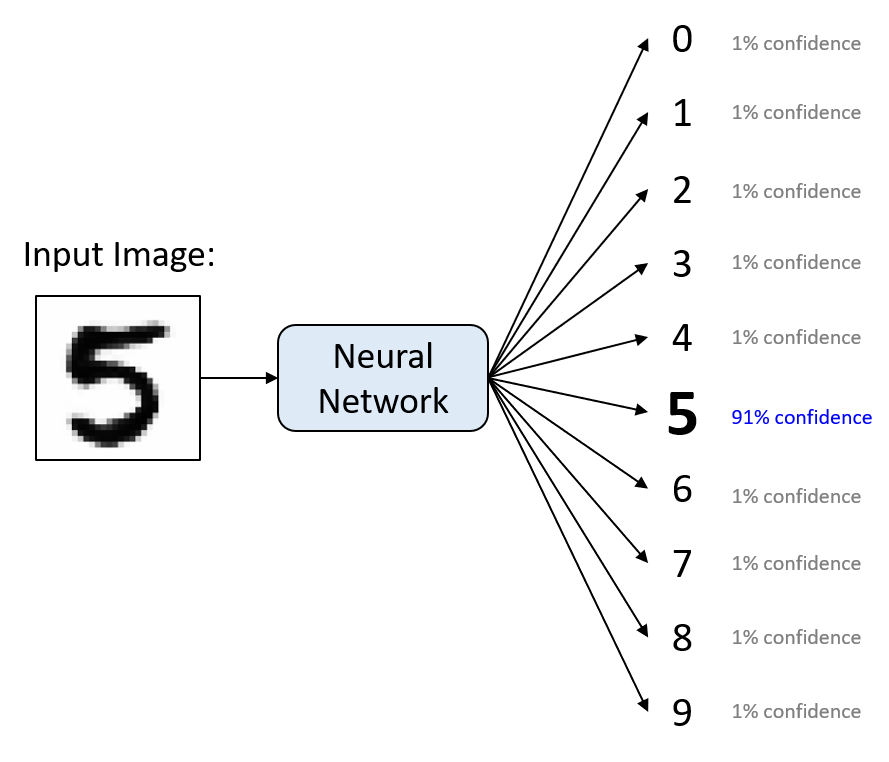 0 1% confidence
1 1% confidence
2 1% confidence
3 1% confidence
4 1% confidence
5 91% confidence
6 1% confidence
7 1% confidence
8 1% confidence
9 1% confidence
Input Image:
5
Neural
Network